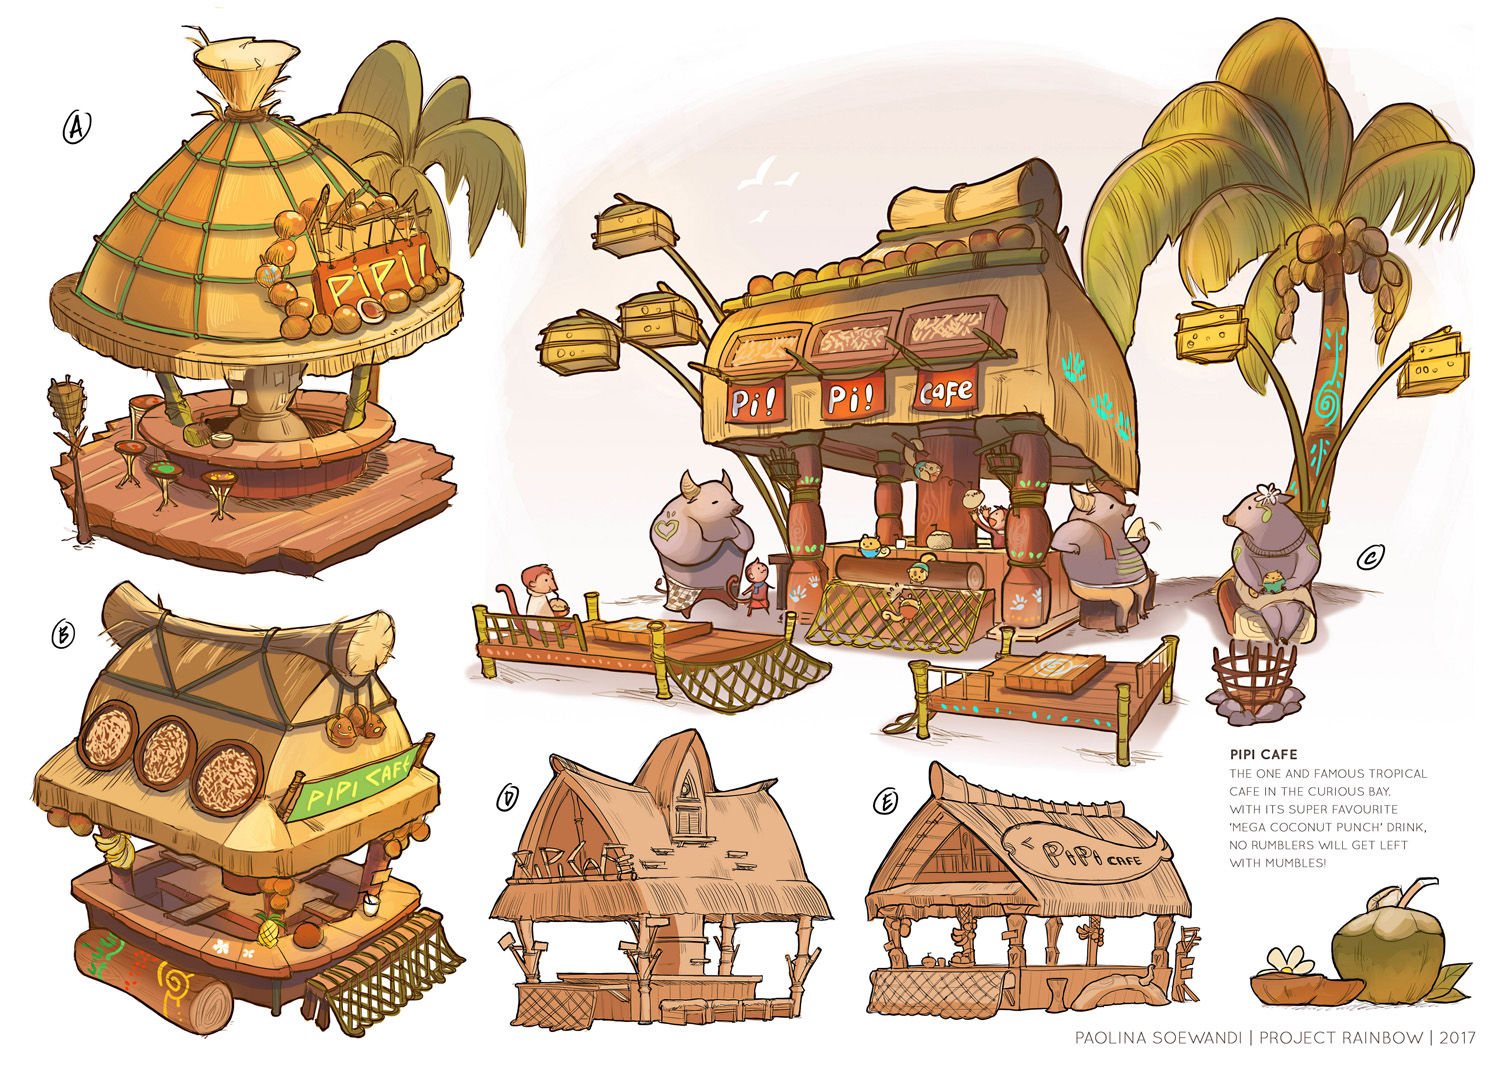 A
PiPi!
B
PIPI CAFE
Pi!
Pi!
cafe
C
D
PIPI CAFE
E
PiPi CAFE
PIPI CAFE
THE ONE AND FAMOUS TROPICAL
CAFE IN THE CURIOUS BAY.
WITH ITS SUPER FAVOURITE
'MEGA COCONUT PUNCH' DRINK,
NO RUMBLERS WILL GET LEFT
WITH MUMBLES!
PAOLINA SOEWANDI | PROJECT RAINBOW | 2017